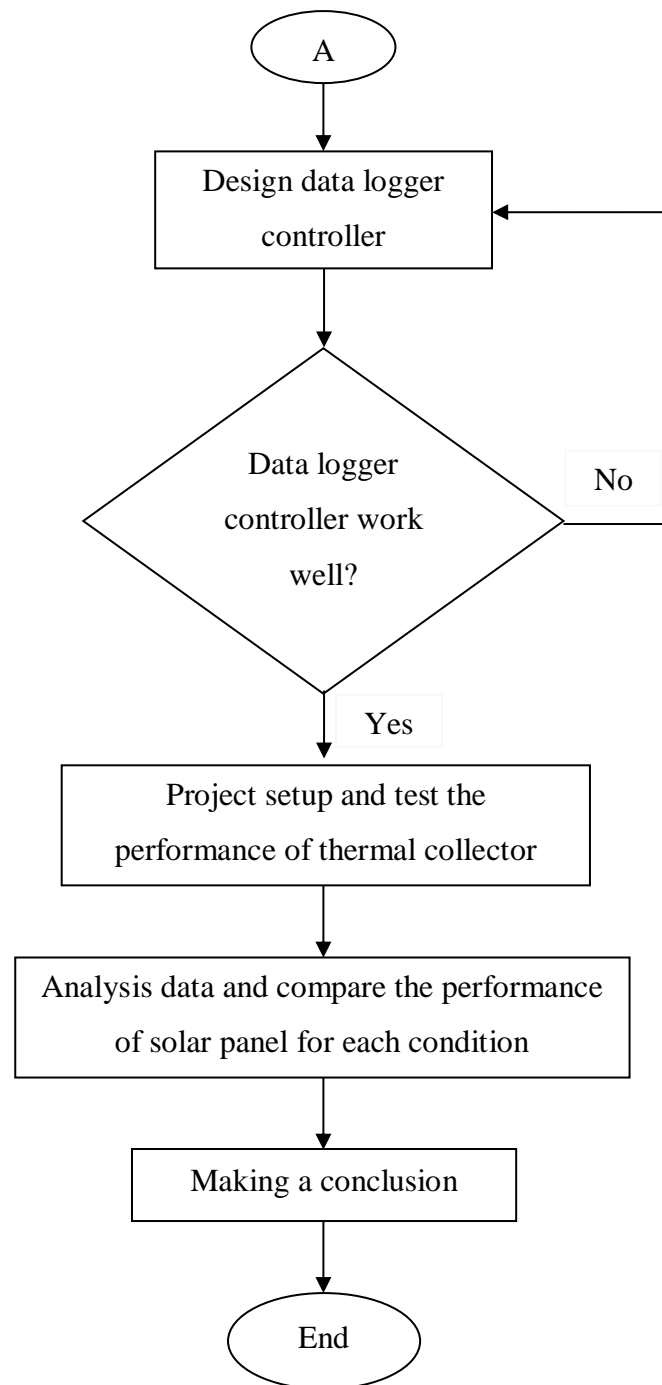 A
Design data logger
controller
Data logger
controller work
well?
No
Yes
Project setup and test the
performance of thermal collector
Analysis data and compare the performance
of solar panel for each condition
Making a conclusion
End